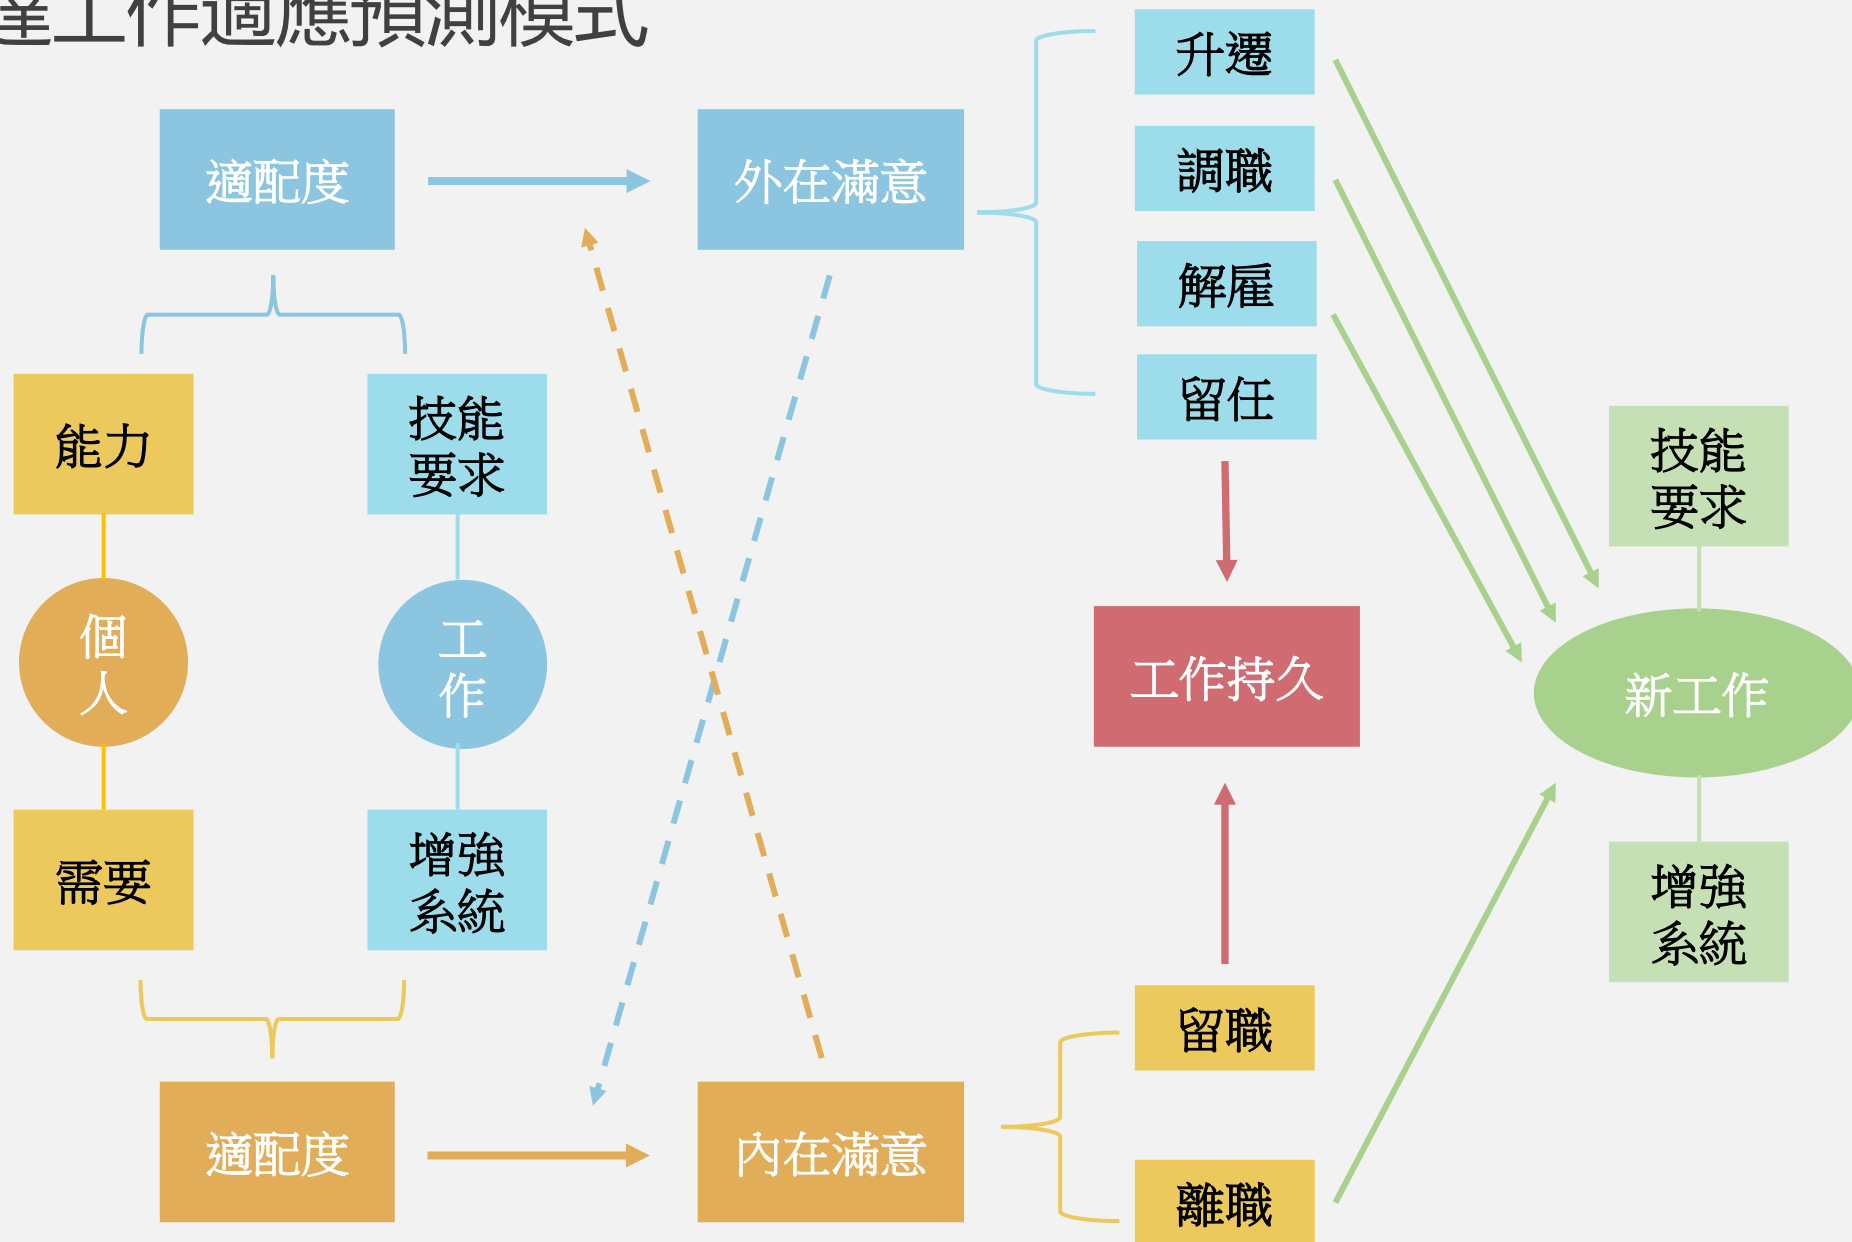 達工作適應預測模式
升遷
適配度
外在滿意
調職
解雇
留任
能力
技能
要求
技能
要求
個
人
工
作
工作持久
新工作
需要
增強
系統
增強
系統
留職
適配度
內在滿意
離職